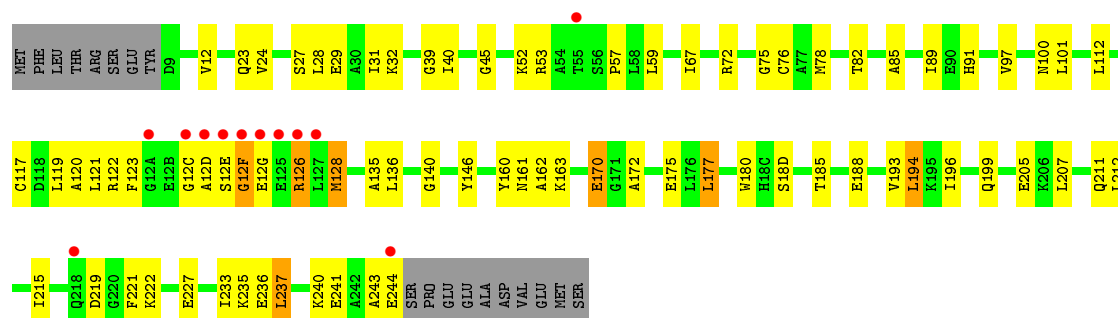 MET PHE LEU THR ARG SER GLU TYR D9 V12 Q23 V24 S27 L28 E29 A30 I31 K32 G39 I40 G45 K52 R53 A54 T55 S56 P57 L58 L59 I67 R72 G75 C76 A77 M78 T82 A85 I89 E90 H91 V97 N100 L101 L112
C117 D118 L119 A120 L121 R122 F123 G12A E12B G12C A12D S12E G12F E12G E125 R126 L127 M128 A135 L136 G140 Y146 Y160 N161 A162 K163 E170 G171 A172 E175 L176 L177 W180 H18C S18D T185 E188 V193 L194 K195 I196 Q199 E205 K206 L207 Q211
I215 Q218 D219 G220 F221 K222 E227 I233 K235 E236 L237 K240 E241 A242 A243 E244 SER PRO GLU GLU ALA ASP VAL GLU MET SER